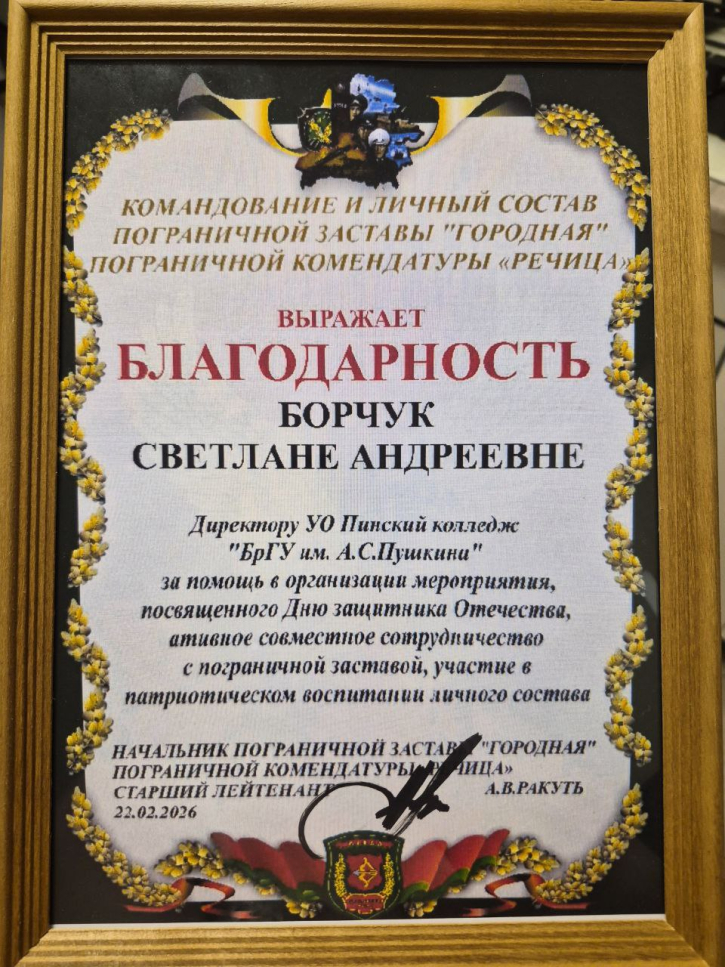 КОМАНДОВАНИЕ И ЛИЧНЫЙ СОСТАВ
ПОГРАНИЧНОЙ ЗАСТАВЫ "ГОРОДНАЯ"
ПОГРАНИЧНОЙ КОМЕНДАТУРЫ «РЕЧИЦА»
ВЫРАЖАЕТ
БЛАГОДАРНОСТЬ
БОРЧУК
СВЕТЛАНЕ АНДРЕЕВНЕ
Директору УО Пинский колледж
"БрГУ им. А.С.Пушкина"
за помощь в организации мероприятия,
посвященного Дню защитника Отечества,
ативное совместное сотрудничество
с пограничной заставой, участие в
патриотическом воспитании личного состава
НАЧАЛЬНИК ПОГРАНИЧНОЙ ЗАСТАВЫ "ГОРОДНАЯ"
ПОГРАНИЧНОЙ КОМЕНДАТУРЫ «РЕЧИЦА»
СТАРШИЙ ЛЕЙТЕНАНТ А.В.РАКУТЬ
22.02.2026